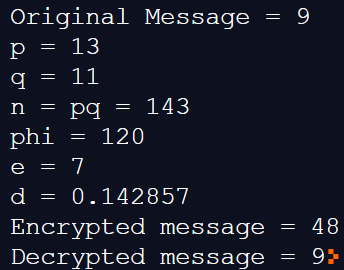 Original Message = 9
p = 13
q = 11
n = pq = 143
phi = 120
e = 7
d = 0.142857
Encrypted message = 48
Decrypted message = 9